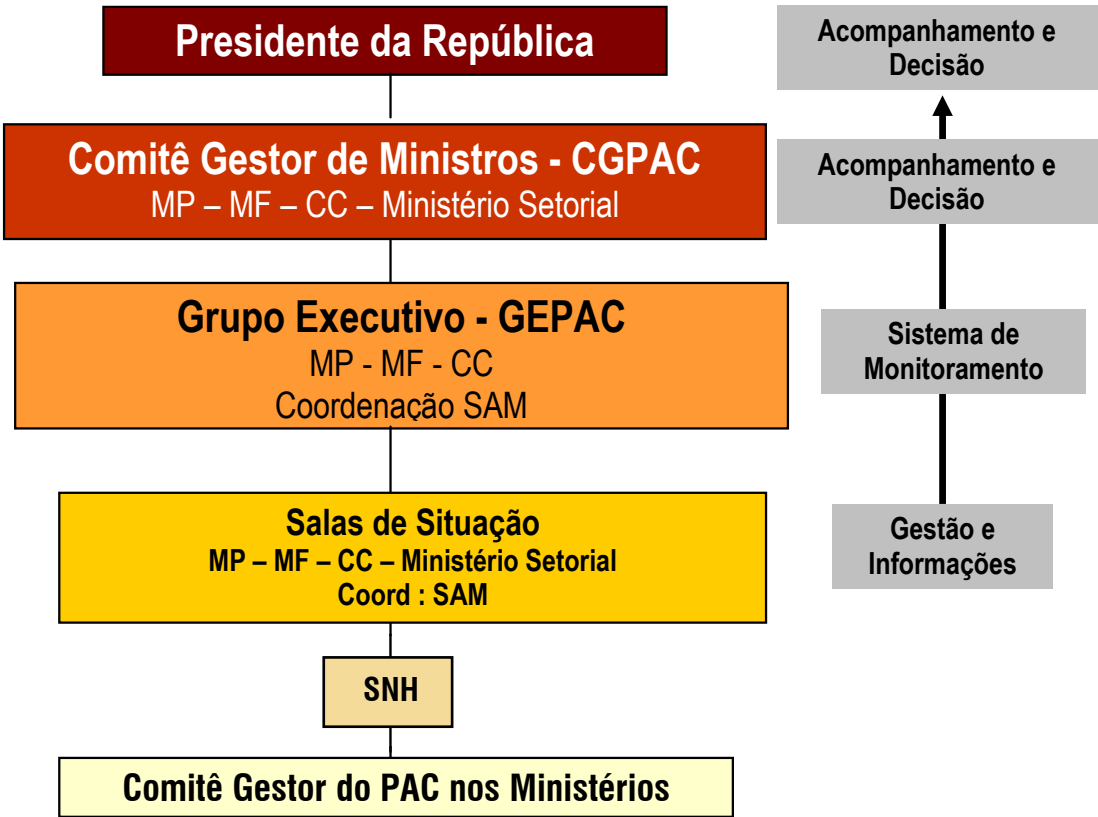 Presidente da República
Acompanhamento e
Decisão
Comitê Gestor de Ministros - CGPAC
MP – MF – CC – Ministério Setorial
Acompanhamento e
Decisão
Grupo Executivo - GEPAC
MP - MF - CC
Coordenação SAM
Sistema de
Monitoramento
Salas de Situação
MP – MF – CC – Ministério Setorial
Coord : SAM
Gestão e
Informações
SNH
Comitê Gestor do PAC nos Ministérios